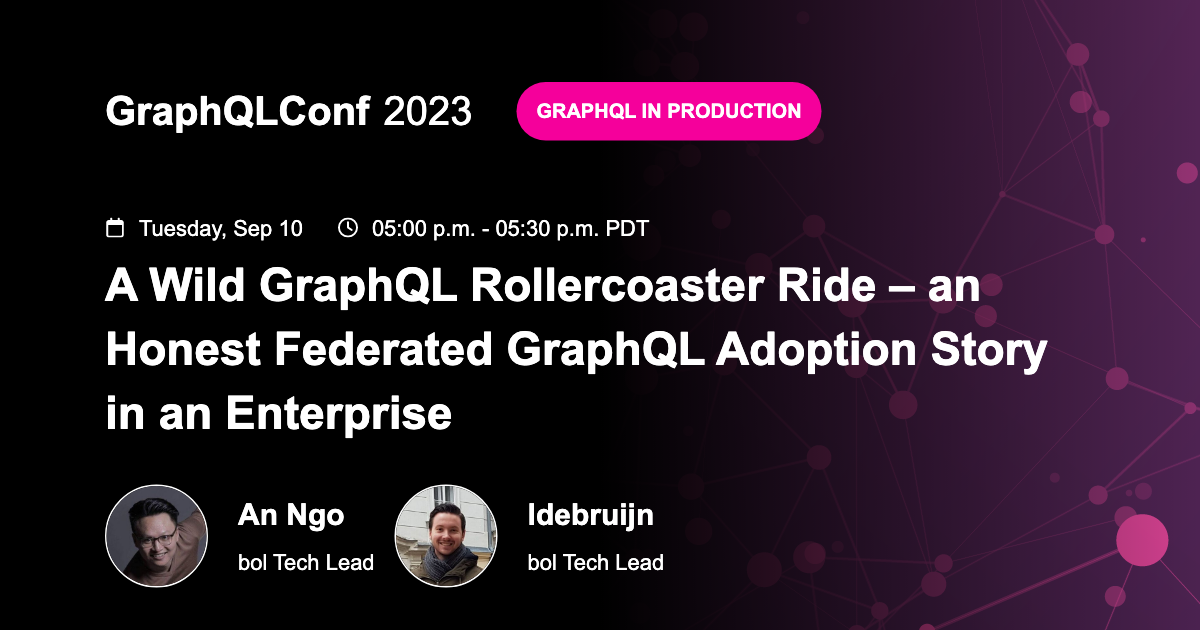 GraphQLConf 2023
GRAPHQL IN PRODUCTION
Tuesday, Sep 10
05:00 p.m. - 05:30 p.m. PDT
A Wild GraphQL Rollercoaster Ride – an
Honest Federated GraphQL Adoption Story
in an Enterprise
An Ngo
bol Tech Lead
Idebruijn
bol Tech Lead